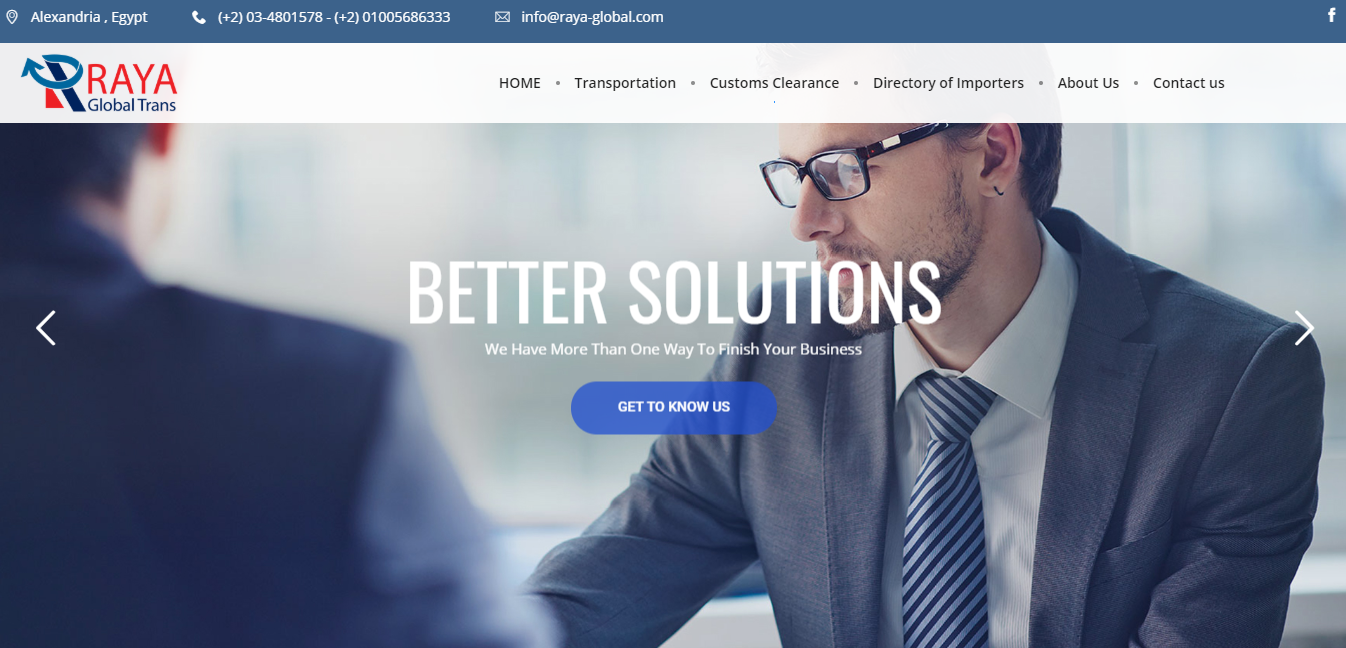 Alexandria , Egypt
(+2) 03-4801578 - (+2) 01005686333
info@raya-global.com
f
RAYA
Global Trans
HOME
Transportation
Customs Clearance
Directory of Importers
About Us
Contact us
BETTER SOLUTIONS
We Have More Than One Way To Finish Your Business
GET TO KNOW US